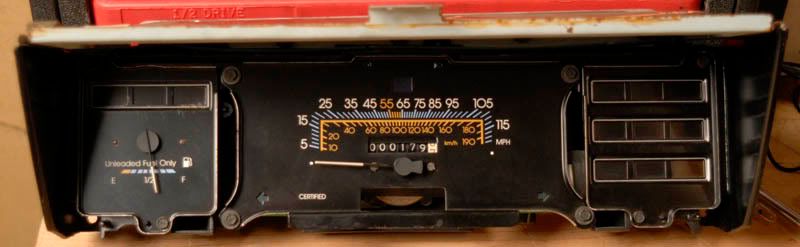 1/2 DRIVE
25 35 45 55 65 75 85 95 105
15 115
5 MPH
10 20 40 60 80 100 120 140 160 180 190
km/h
000179
Unleaded Fuel Only
E 1/2 F
CERTIFIED